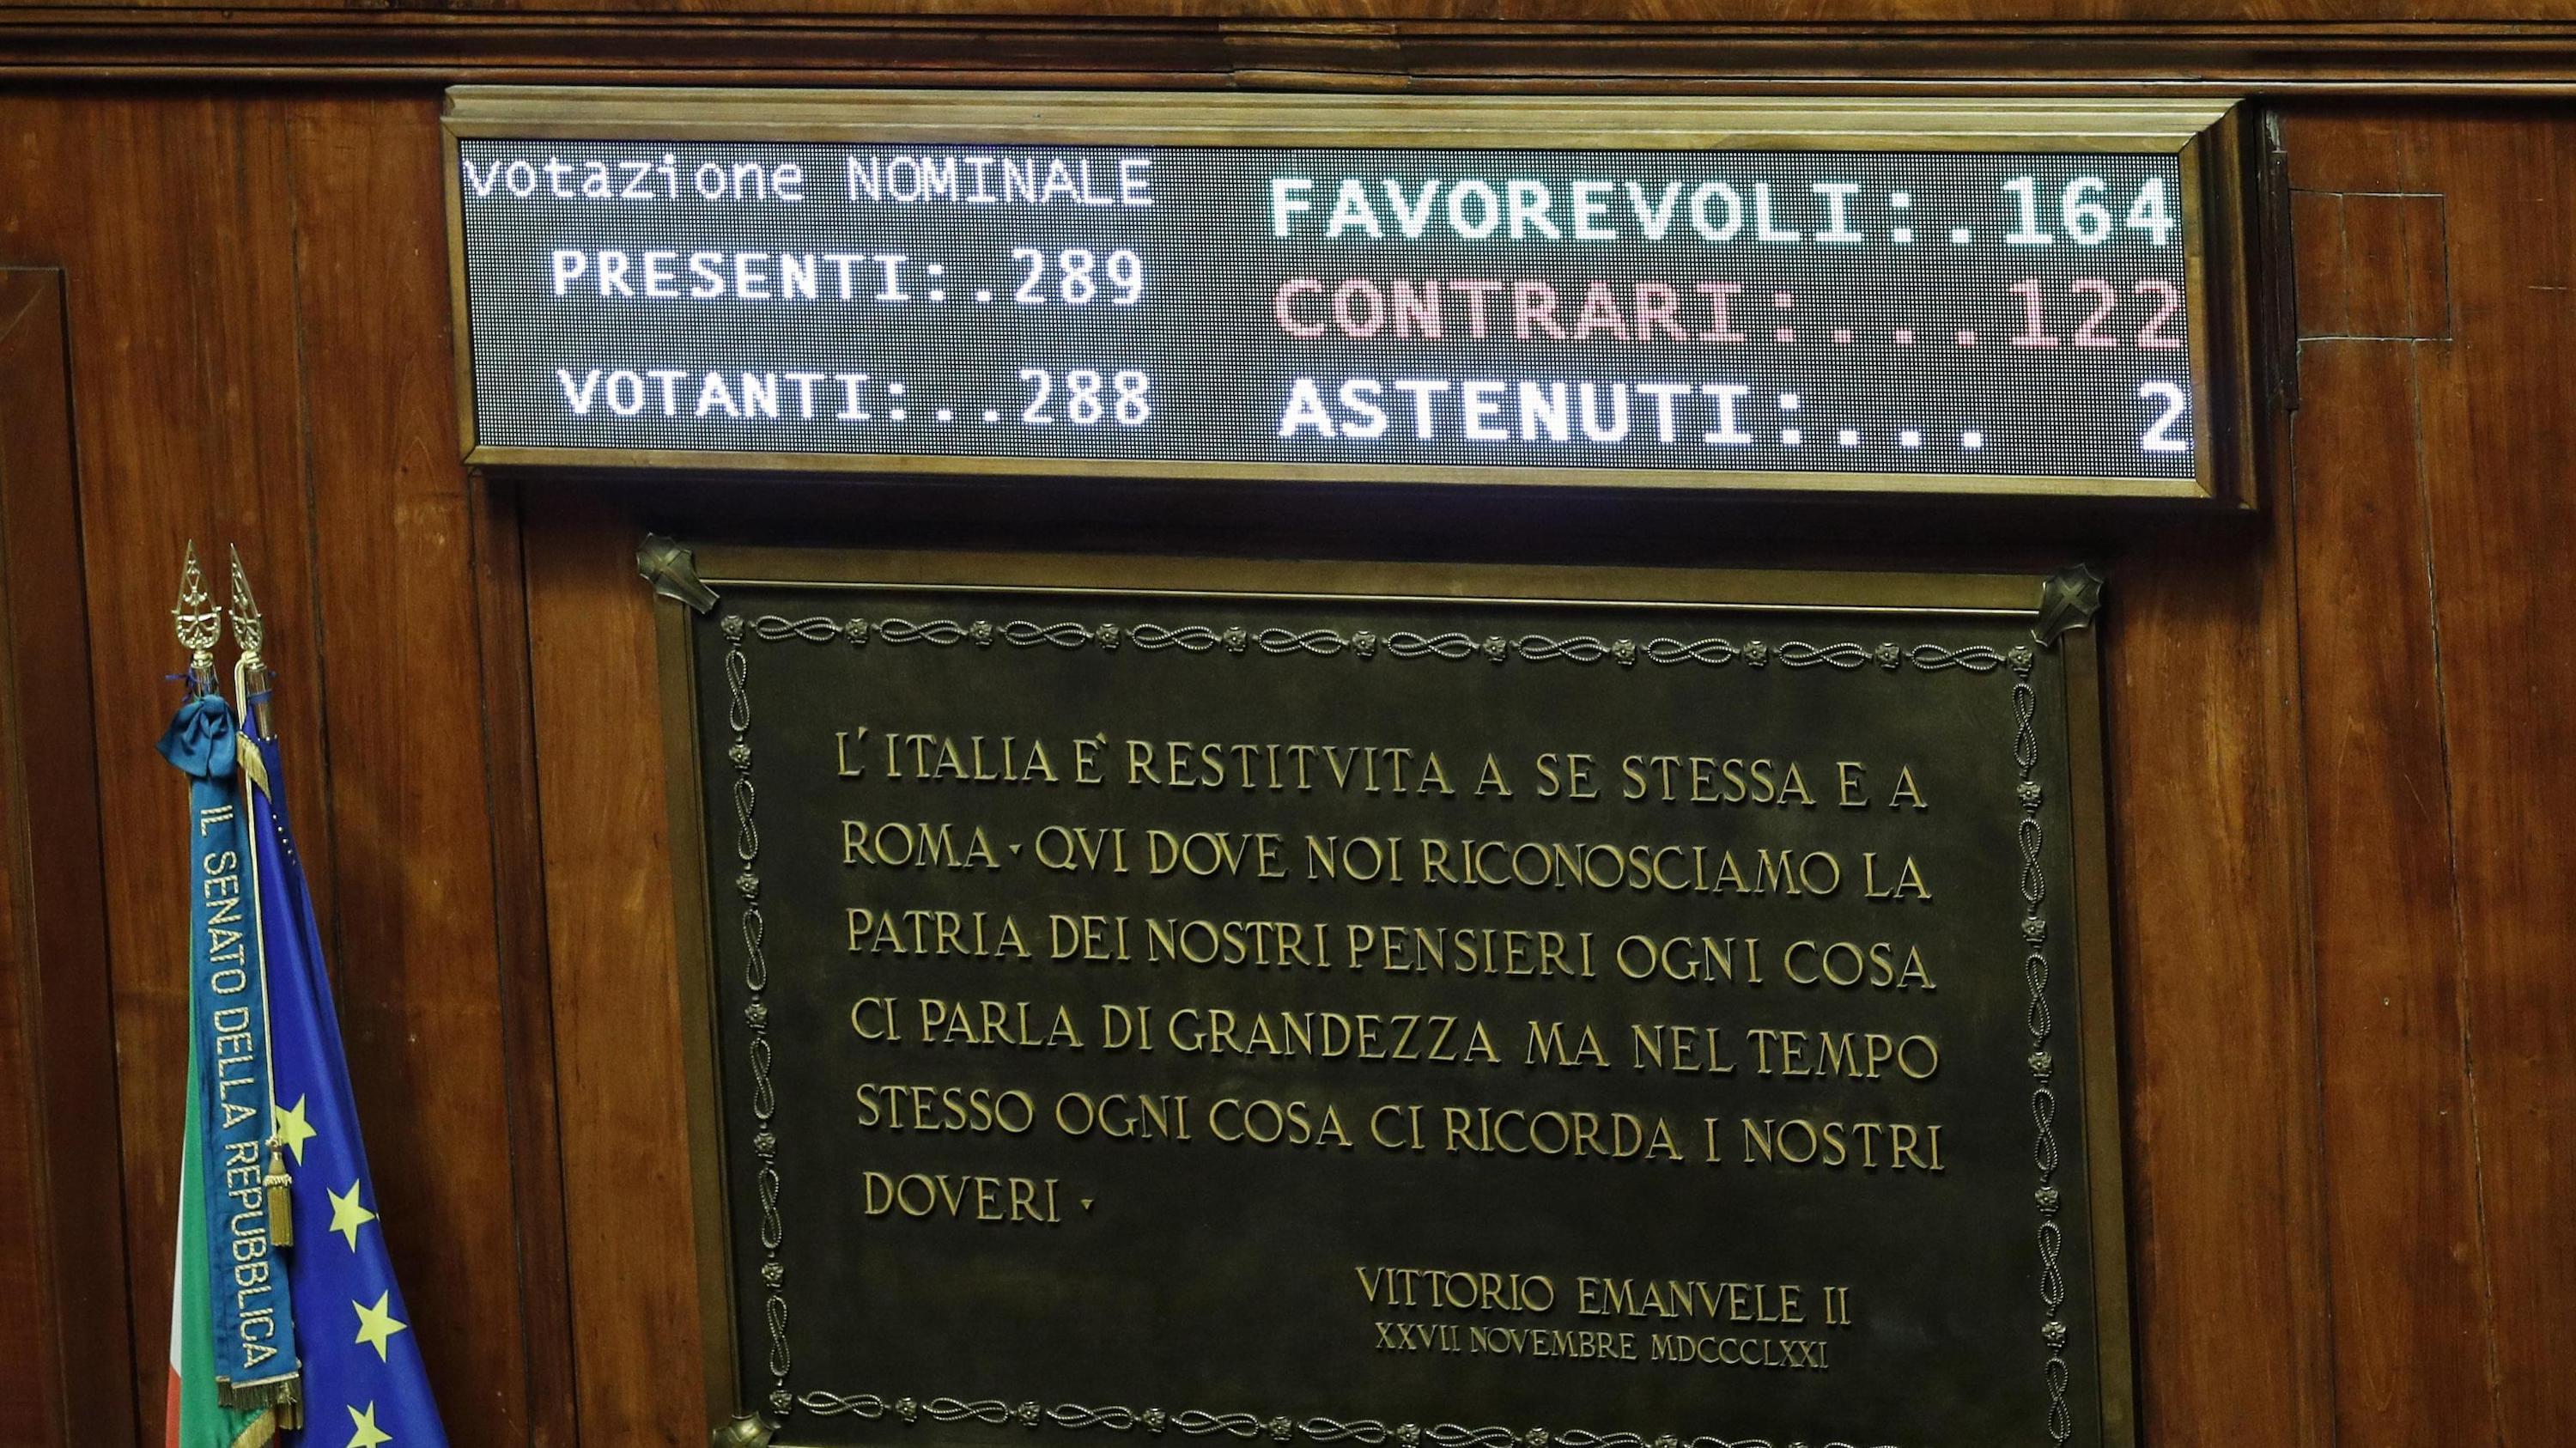 votazione NOMINALE
PRESENTI:.289
VOTANTI:..288
FAVOREVOLI:.164
CONTRARI:....122
ASTENUTI:... 2
L'ITALIA E` RESTITVITA A SE STESSA E A
ROMA · QVI DOVE NOI RICONOSCIAMO LA
PATRIA DEI NOSTRI PENSIERI OGNI COSA
CI PARLA DI GRANDEZZA MA NEL TEMPO
STESSO OGNI COSA CI RICORDA I NOSTRI
DOVERI ·
VITTORIO EMANVELE II
XXVII NOVEMBRE MDCCCLXXI
IL SENATO DELLA REPUBBLICA